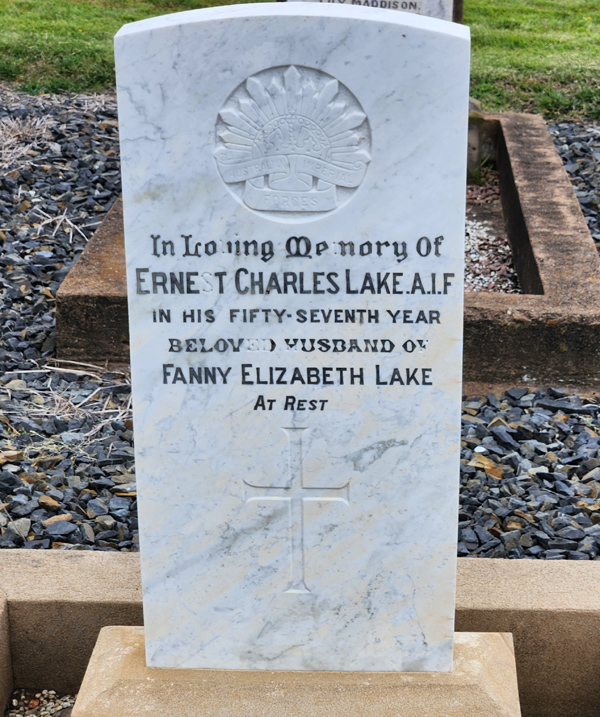 MADDISON.
In Loving Memory Of
ERNEST CHARLES LAKE.A.I.F
IN HIS FIFTY-SEVENTH YEAR
BELOVED HUSBAND OF
FANNY ELIZABETH LAKE
AT REST